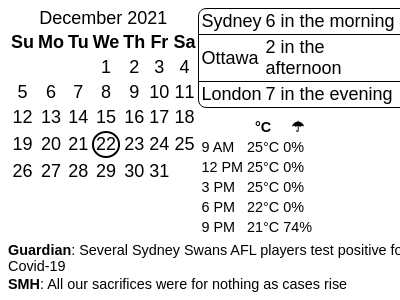 December 2021
Su Mo Tu We Th Fr Sa
1 2 3 4
5 6 7 8 9 10 11
12 13 14 15 16 17 18
19 20 21 22 23 24 25
26 27 28 29 30 31
Sydney 6 in the morning
Ottawa 2 in the
afternoon
London 7 in the evening
°C ☂
9 AM 25°C 0%
12 PM 25°C 0%
3 PM 25°C 0%
6 PM 22°C 0%
9 PM 21°C 74%
Guardian: Several Sydney Swans AFL players test positive fo
Covid-19
SMH: All our sacrifices were for nothing as cases rise